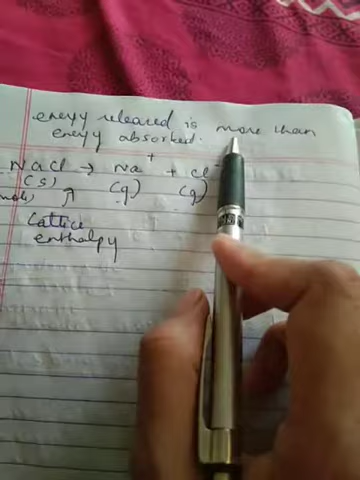 energy released is more than
energy absorbed.
NaCl → Na⁺ + Cl⁻
(s) (g) (g)
Lattice
enthalpy